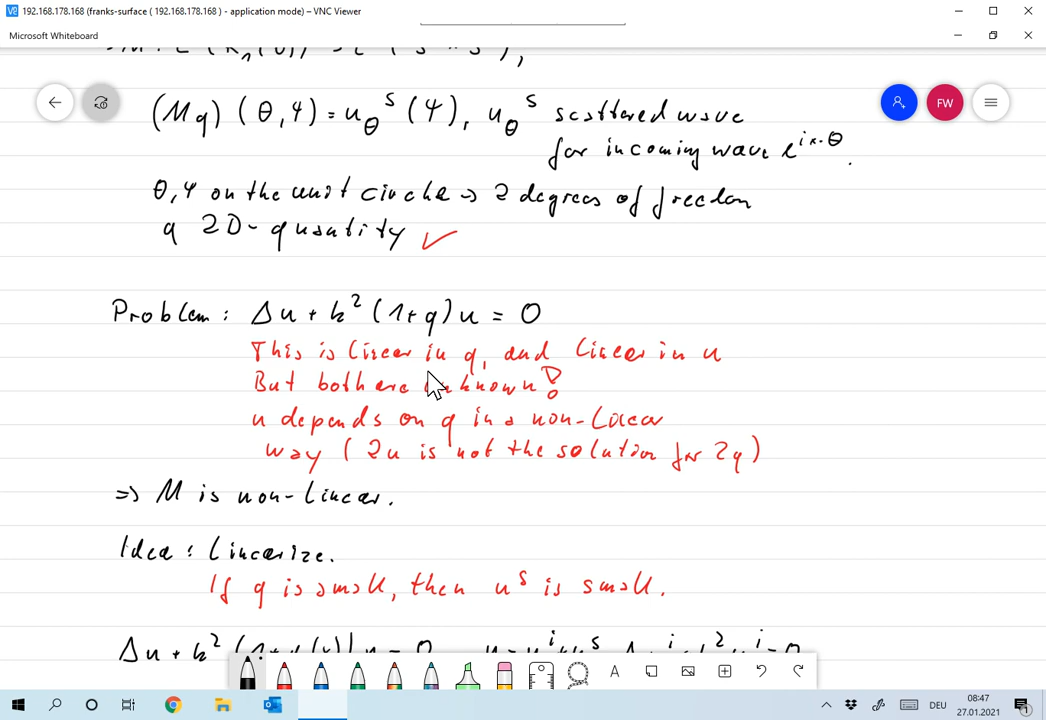 192.168.178.168 (franks-surface ( 192.168.178.168 ) - application mode) – VNC Viewer
Microsoft Whiteboard
(Mq) (θ,Ψ) = u_θ^s (Ψ), u_θ^s scattered wave
for incoming wave e^{ix·θ}.
FW
θ,Ψ on the unit circle => 2 degrees of freedom
q 2D-quantity ✓
Problem: Δu + k² (1+q) u = 0
This is linear in q, and linear in u
But both are unknown!
u depends on q in a non-linear
way (2u is not the solution for 2q)
=> M is non-linear.
Idea: Linearize.
If q is small, then u^s is small.
A
DEU
08:47
27.01.2021
1